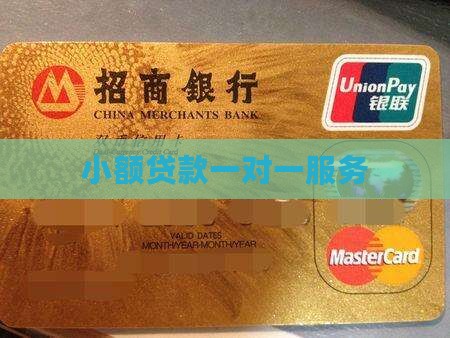 招商銀行
CHINA MERCHANTS BANK
UnionPay
银联
小额贷款一对一服务
VALID DATES
MONTH/YEAR-MONTH/YEAR
MasterCard